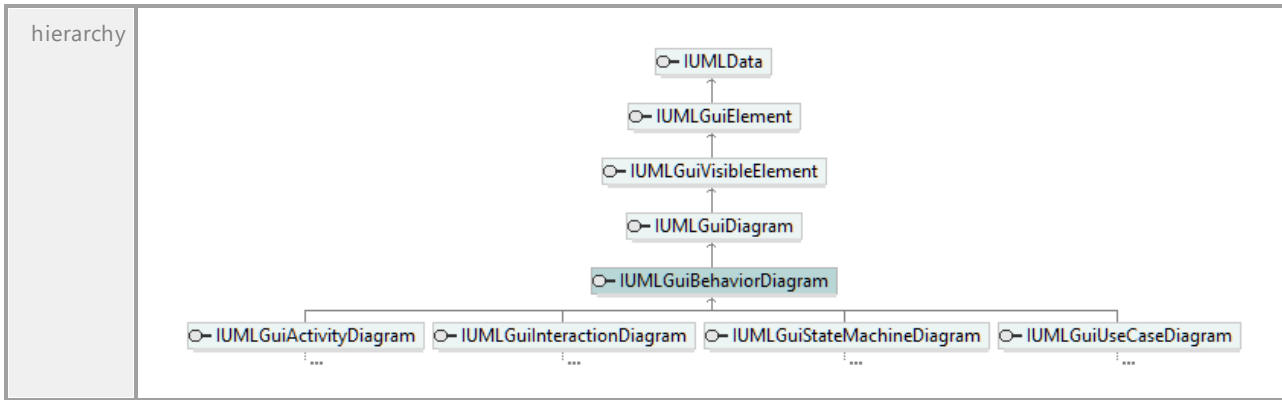 hierarchy
IUMLData
IUMLGuiElement
IUMLGuiVisibleElement
IUMLGuiDiagram
IUMLGuiBehaviorDiagram
IUMLGuiActivityDiagram IUMLGuiInteractionDiagram IUMLGuiStateMachineDiagram IUMLGuiUseCaseDiagram
... ... ... ...